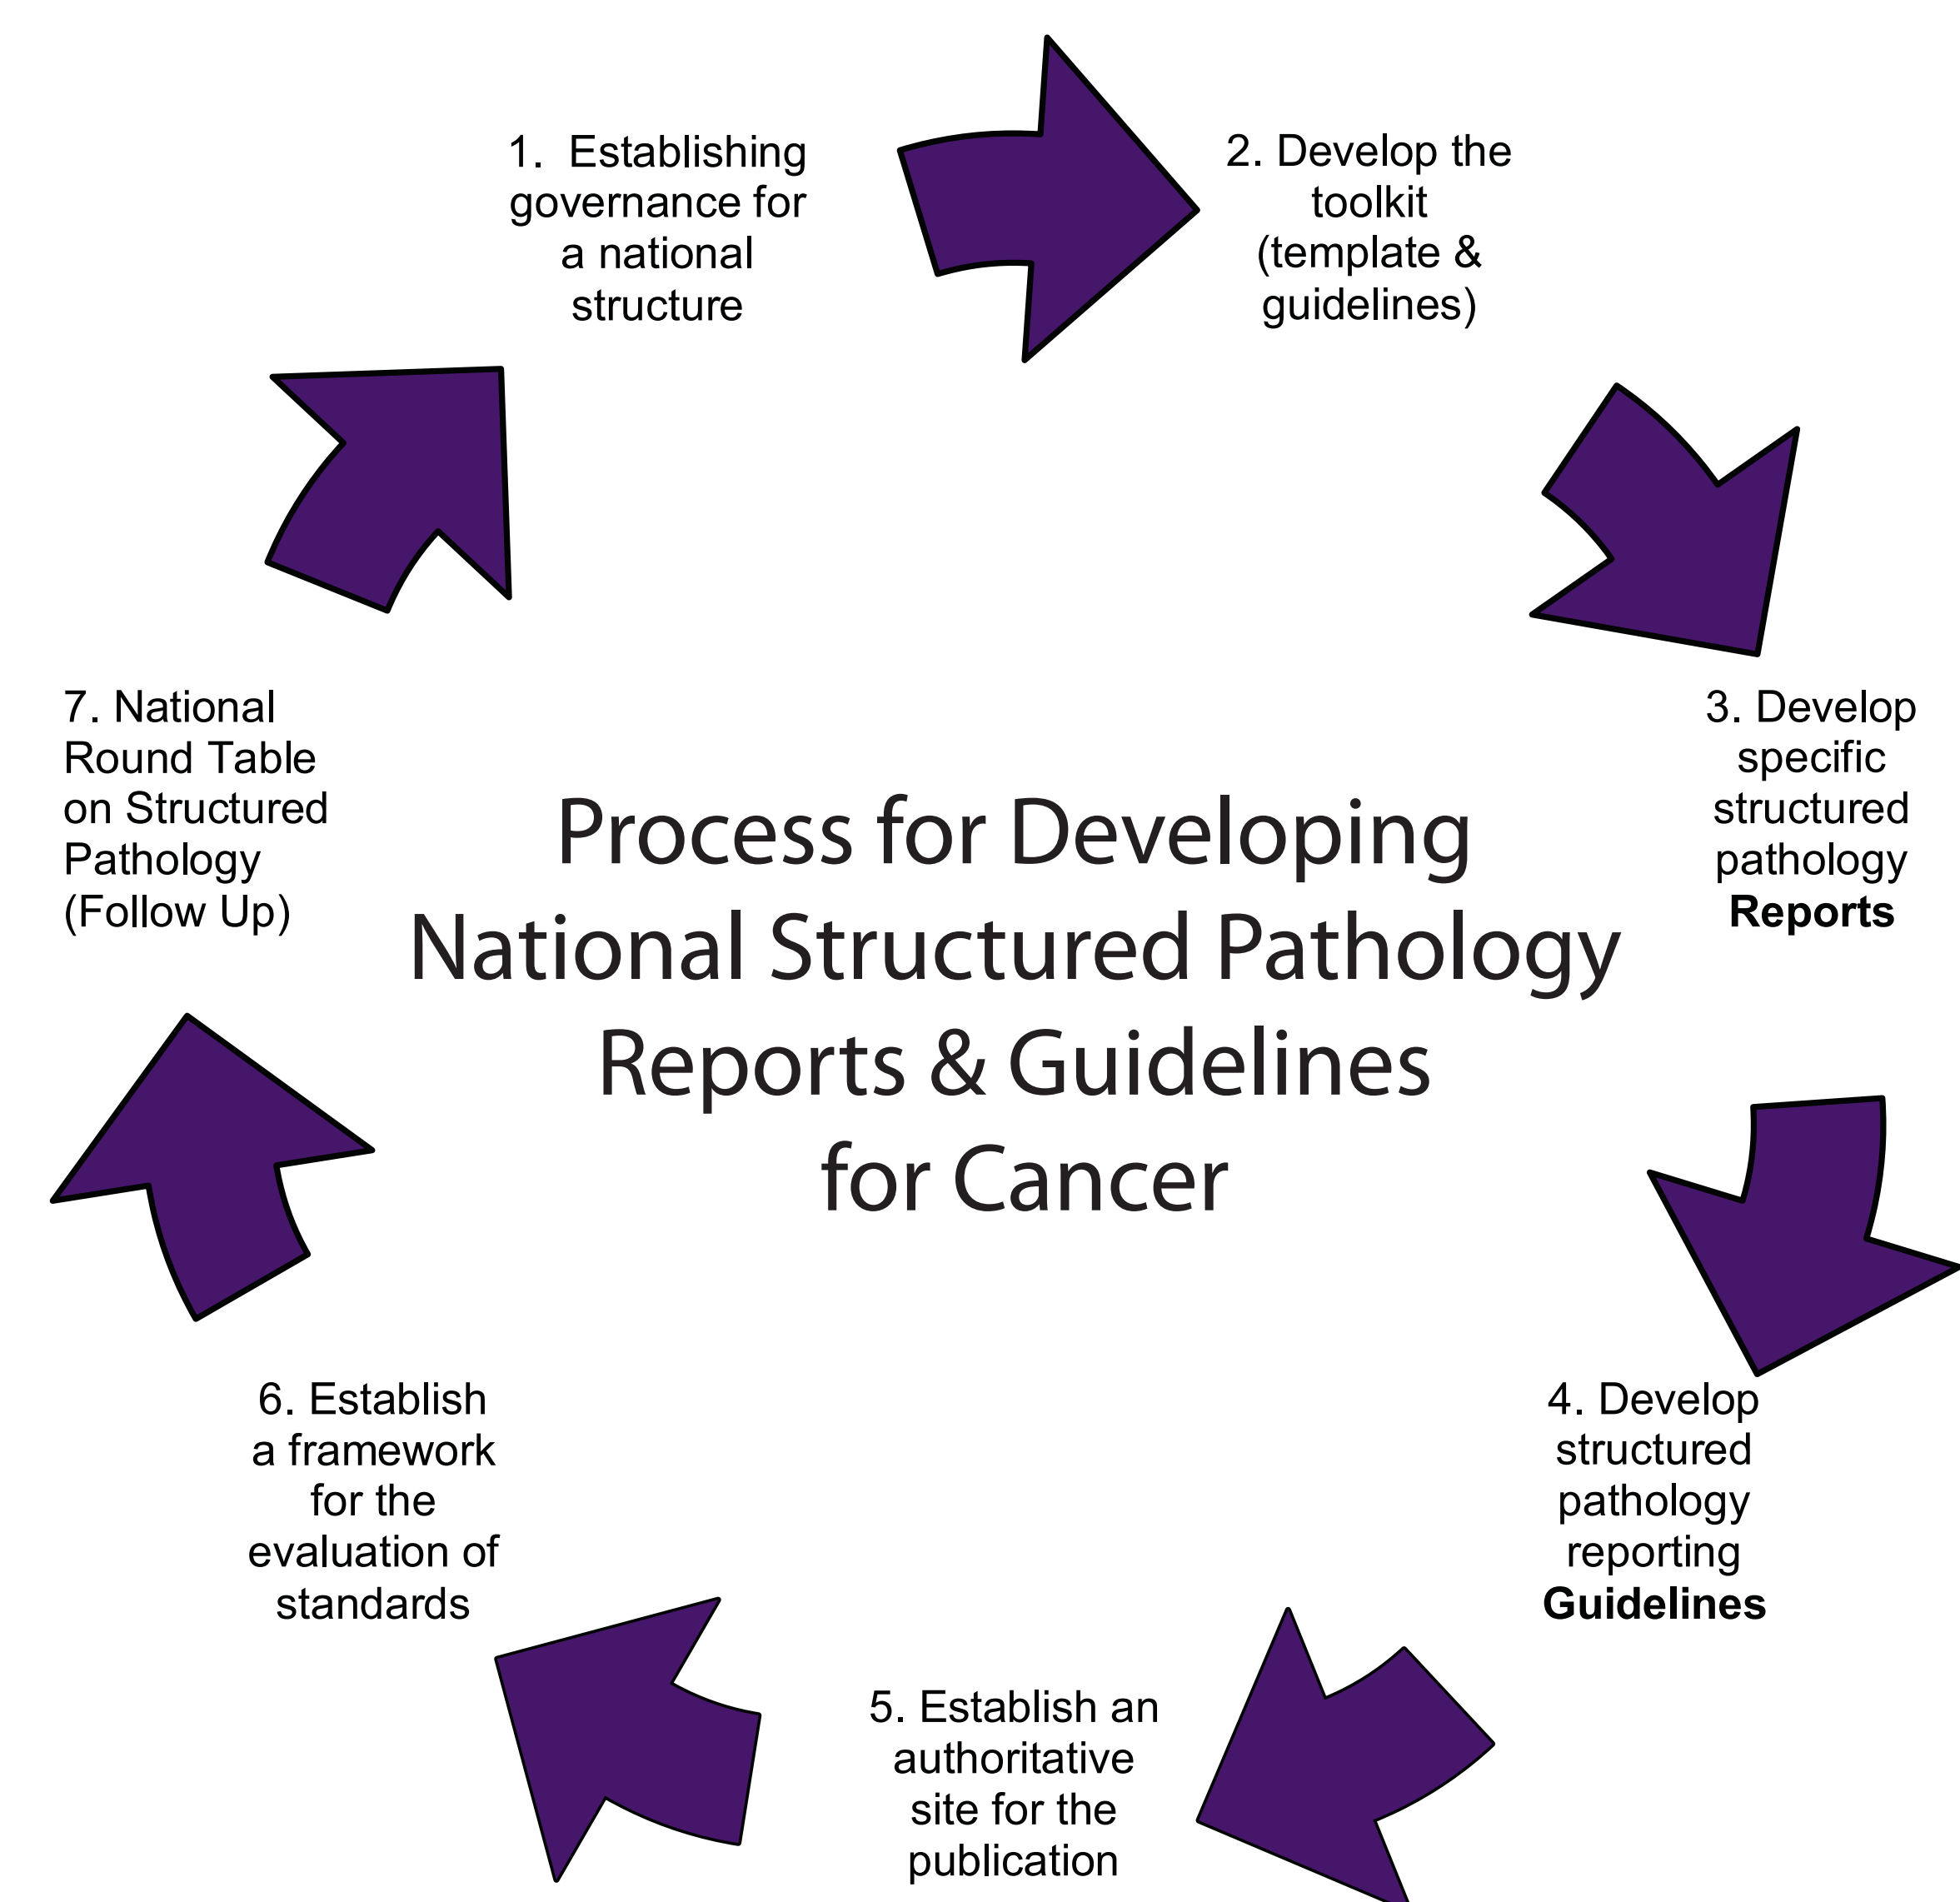 1. Establishing
governance for
a national
structure
2. Develop the
toolkit
(template &
guidelines)
3. Develop
specific
structured
pathology
Reports
4. Develop
structured
pathology
reporting
Guidelines
5. Establish an
authoritative
site for the
publication
6. Establish
a framework
for the
evaluation of
standards
7. National
Round Table
on Structured
Pathology
(Follow Up)
Process for Developing
National Structured Pathology
Reports & Guidelines
for Cancer